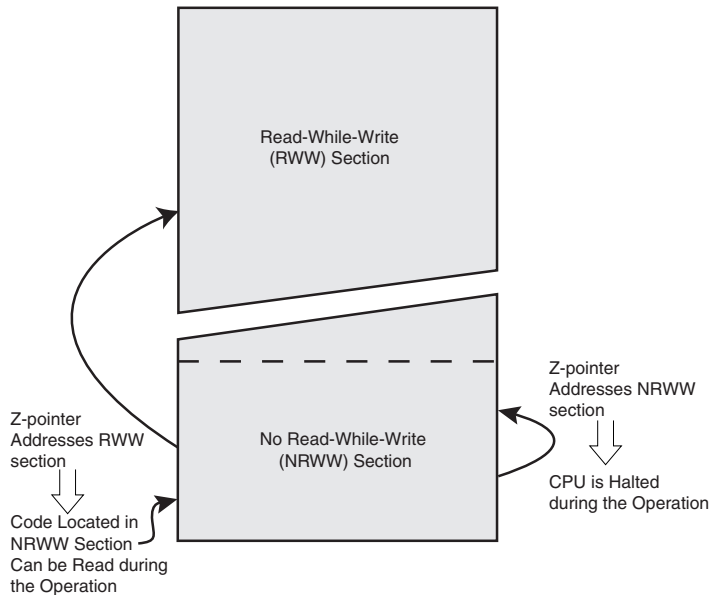 Read-While-Write
(RWW) Section
Z-pointer
Addresses RWW
section
Code Located in
NRWW Section
Can be Read during
the Operation
No Read-While-Write
(NRWW) Section
Z-pointer
Addresses NRWW
section
CPU is Halted
during the Operation